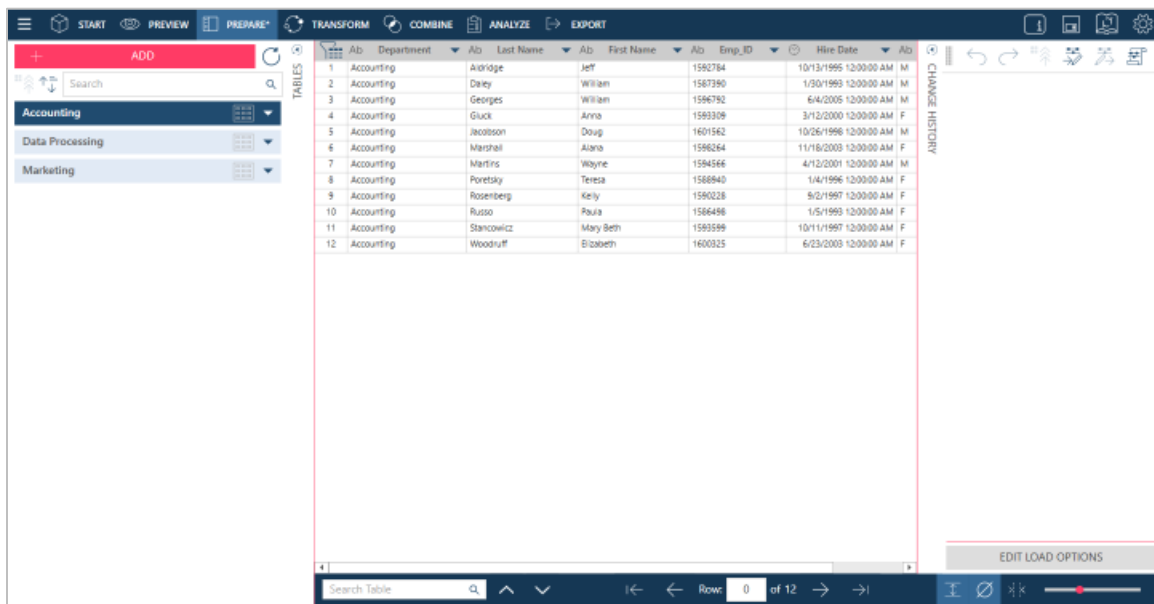 START PREVIEW PREPARE* TRANSFORM COMBINE ANALYZE EXPORT
ADD
Search
TABLES
Accounting
Data Processing
Marketing
Ab Department Ab Last Name Ab First Name Ab Emp_ID Hire Date Ab
1 Accounting Aldridge Jeff 1592784 10/13/1995 12:00:00 AM M
2 Accounting Daley William 1587390 1/30/1993 12:00:00 AM M
3 Accounting Georges William 1596792 6/4/2005 12:00:00 AM M
4 Accounting Gluck Anna 1593309 3/12/2000 12:00:00 AM F
5 Accounting Jacobson Doug 1601562 10/26/1998 12:00:00 AM M
6 Accounting Marshall Alana 1598264 11/18/2003 12:00:00 AM F
7 Accounting Martins Wayne 1594566 4/12/2001 12:00:00 AM M
8 Accounting Poretsky Teresa 1588940 1/4/1996 12:00:00 AM F
9 Accounting Rosenberg Kelly 1590228 9/2/1997 12:00:00 AM F
10 Accounting Russo Paula 1586498 1/5/1993 12:00:00 AM F
11 Accounting Stancowicz Mary Beth 1593599 10/11/1997 12:00:00 AM F
12 Accounting Woodruff Elizabeth 1600325 6/23/2003 12:00:00 AM F
CHANGE HISTORY
EDIT LOAD OPTIONS
Search Table
Row: 0 of 12